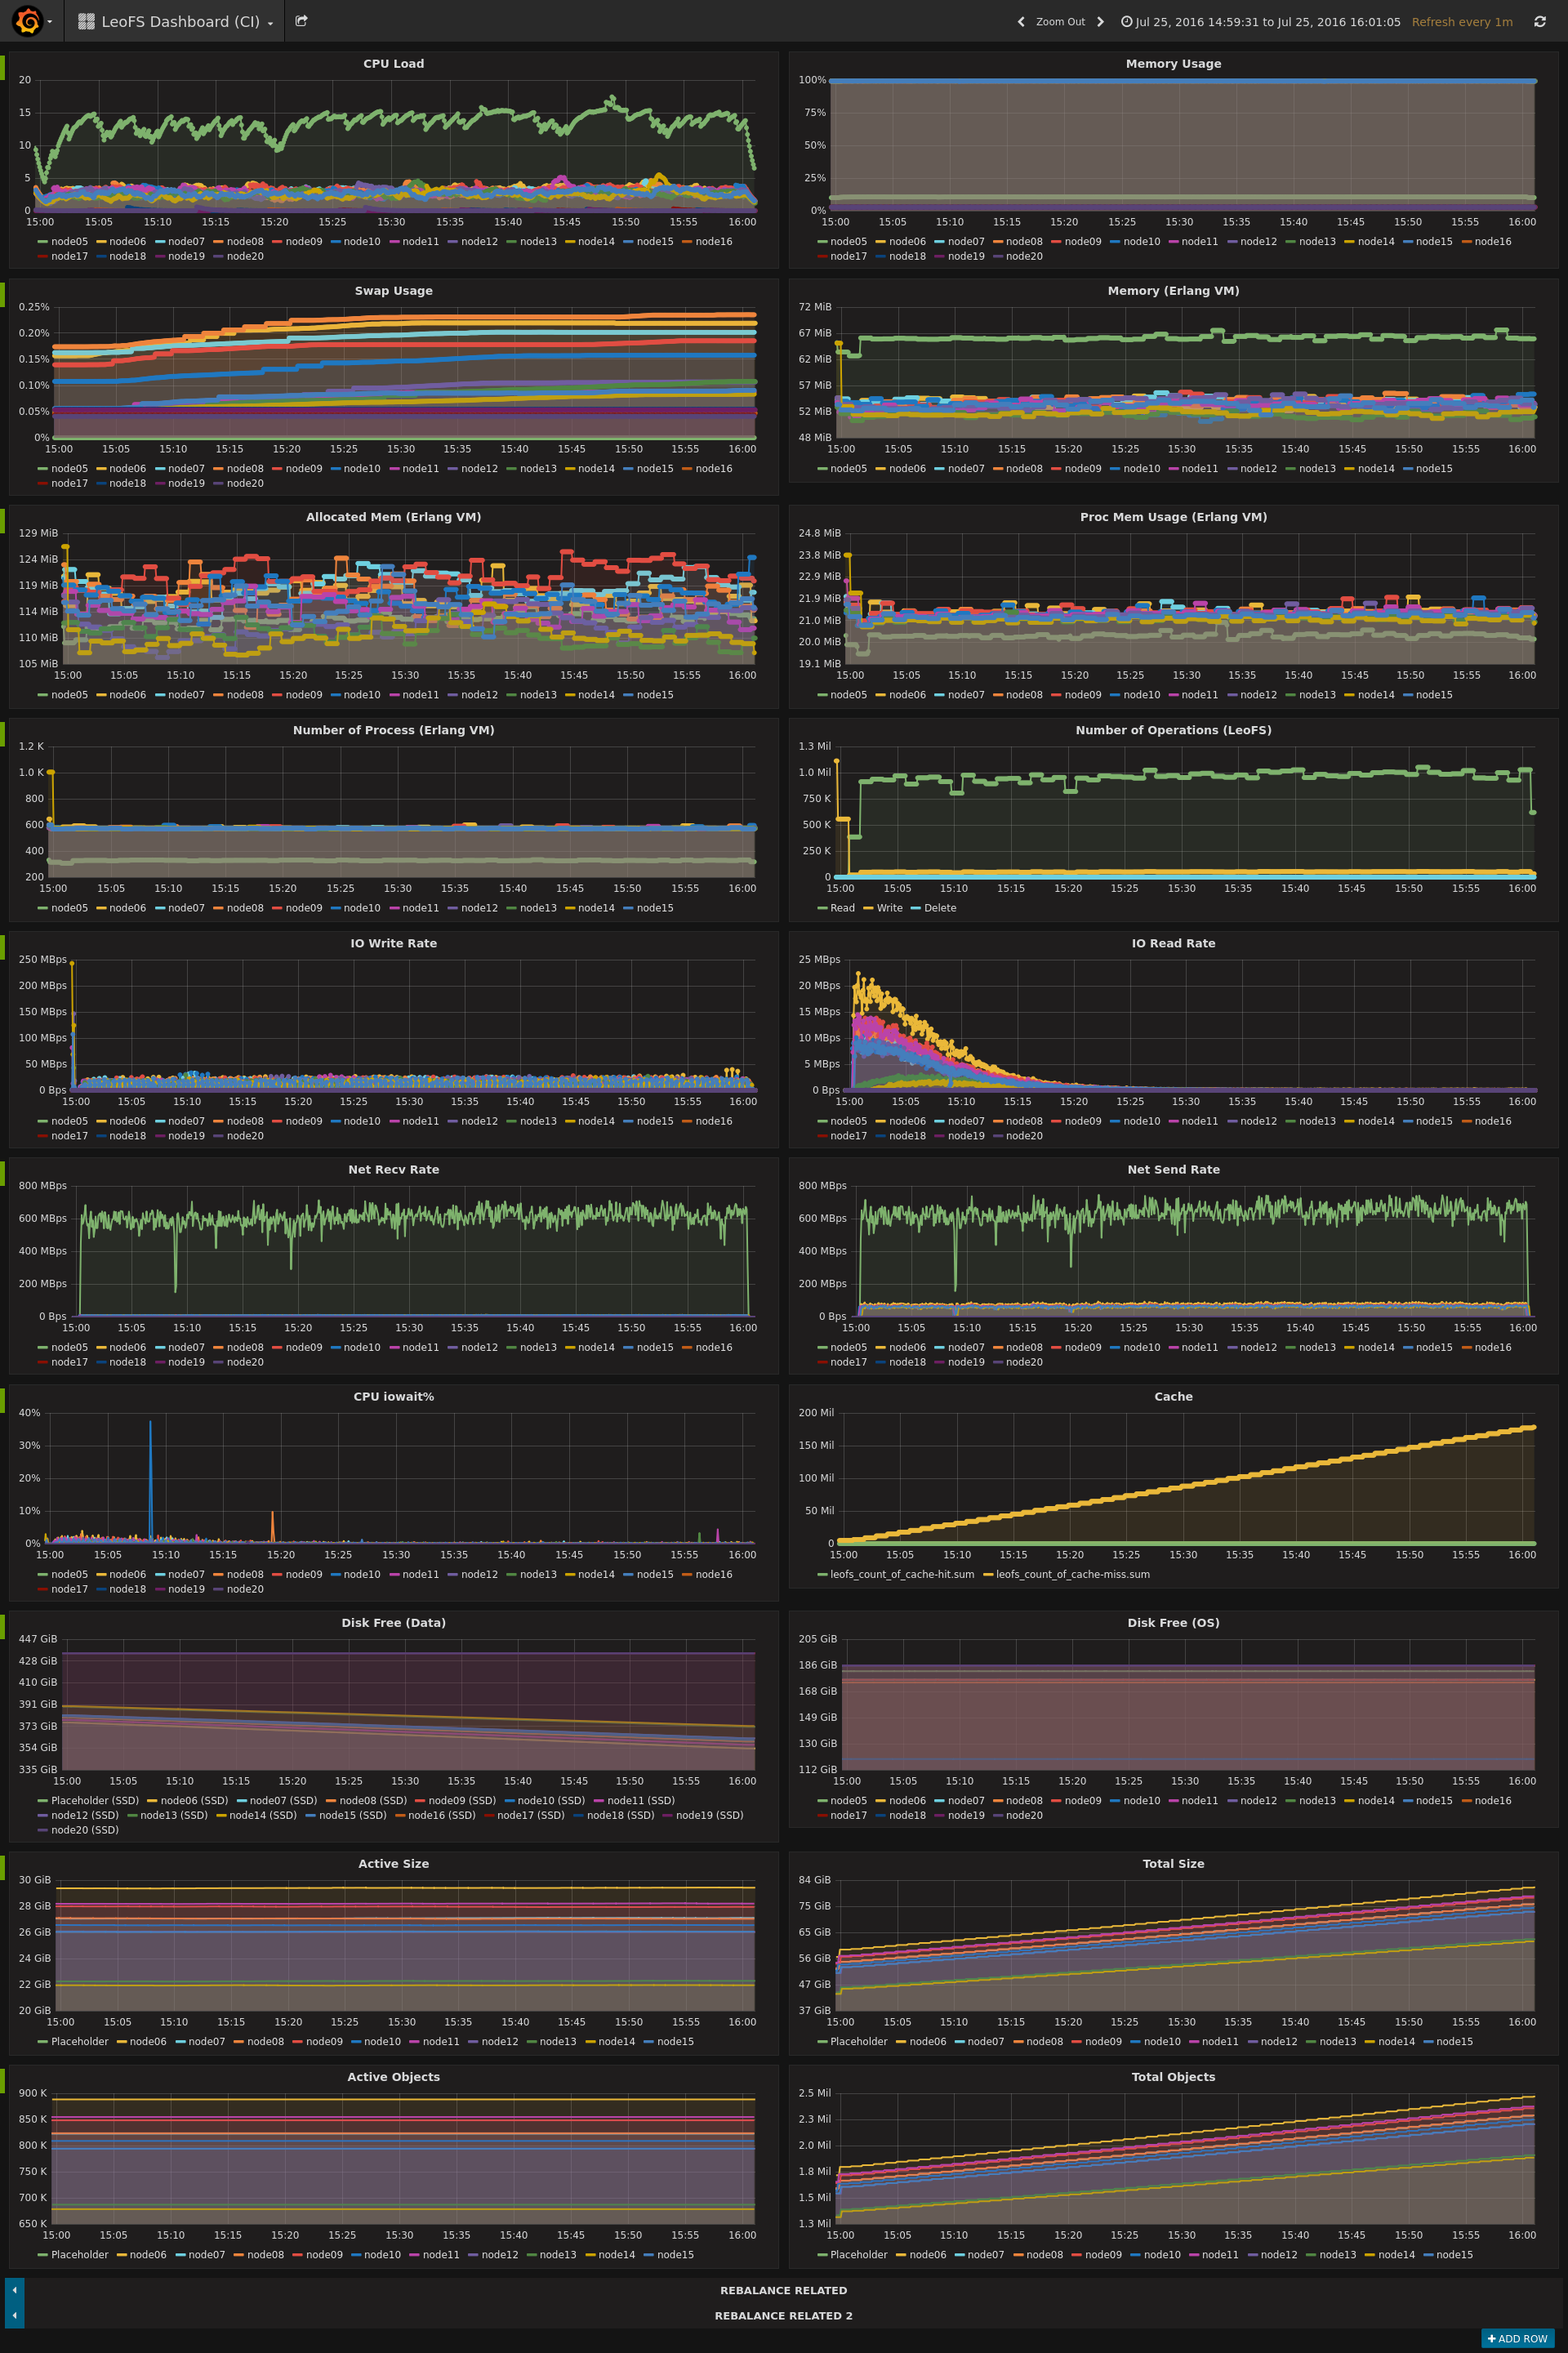 LeoFS Dashboard (CI)
Zoom Out
Jul 25, 2016 14:59:31 to Jul 25, 2016 16:01:05 Refresh every 1m
CPU Load
20
15
10
5
0
15:00 15:05 15:10 15:15 15:20 15:25 15:30 15:35 15:40 15:45 15:50 15:55 16:00
node05 node06 node07 node08 node09 node10 node11 node12 node13 node14 node15 node16
node17 node18 node19 node20
Memory Usage
100%
75%
50%
25%
0%
15:00 15:05 15:10 15:15 15:20 15:25 15:30 15:35 15:40 15:45 15:50 15:55 16:00
node05 node06 node07 node08 node09 node10 node11 node12 node13 node14 node15 node16
node17 node18 node19 node20
Swap Usage
0.25%
0.20%
0.15%
0.10%
0.05%
0%
15:00 15:05 15:10 15:15 15:20 15:25 15:30 15:35 15:40 15:45 15:50 15:55 16:00
node05 node06 node07 node08 node09 node10 node11 node12 node13 node14 node15 node16
node17 node18 node19 node20
Memory (Erlang VM)
72 MiB
67 MiB
62 MiB
57 MiB
52 MiB
48 MiB
15:00 15:05 15:10 15:15 15:20 15:25 15:30 15:35 15:40 15:45 15:50 15:55 16:00
node05 node06 node07 node08 node09 node10 node11 node12 node13 node14 node15
Allocated Mem (Erlang VM)
129 MiB
124 MiB
119 MiB
114 MiB
110 MiB
105 MiB
15:00 15:05 15:10 15:15 15:20 15:25 15:30 15:35 15:40 15:45 15:50 15:55 16:00
node05 node06 node07 node08 node09 node10 node11 node12 node13 node14 node15
Proc Mem Usage (Erlang VM)
24.8 MiB
23.8 MiB
22.9 MiB
21.9 MiB
21.0 MiB
20.0 MiB
19.1 MiB
15:00 15:05 15:10 15:15 15:20 15:25 15:30 15:35 15:40 15:45 15:50 15:55 16:00
node05 node06 node07 node08 node09 node10 node11 node12 node13 node14 node15
Number of Process (Erlang VM)
1.2 K
1.0 K
800
600
400
200
15:00 15:05 15:10 15:15 15:20 15:25 15:30 15:35 15:40 15:45 15:50 15:55 16:00
node05 node06 node07 node08 node09 node10 node11 node12 node13 node14 node15
Number of Operations (LeoFS)
1.3 Mil
1.0 Mil
750 K
500 K
250 K
0
15:00 15:05 15:10 15:15 15:20 15:25 15:30 15:35 15:40 15:45 15:50 15:55 16:00
Read Write Delete
IO Write Rate
250 MBps
200 MBps
150 MBps
100 MBps
50 MBps
0 Bps
15:00 15:05 15:10 15:15 15:20 15:25 15:30 15:35 15:40 15:45 15:50 15:55 16:00
node05 node06 node07 node08 node09 node10 node11 node12 node13 node14 node15 node16
node17 node18 node19 node20
IO Read Rate
25 MBps
20 MBps
15 MBps
10 MBps
5 MBps
0 Bps
15:00 15:05 15:10 15:15 15:20 15:25 15:30 15:35 15:40 15:45 15:50 15:55 16:00
node05 node06 node07 node08 node09 node10 node11 node12 node13 node14 node15 node16
node17 node18 node19 node20
Net Recv Rate
800 MBps
600 MBps
400 MBps
200 MBps
0 Bps
15:00 15:05 15:10 15:15 15:20 15:25 15:30 15:35 15:40 15:45 15:50 15:55 16:00
node05 node06 node07 node08 node09 node10 node11 node12 node13 node14 node15 node16
node17 node18 node19 node20
Net Send Rate
800 MBps
600 MBps
400 MBps
200 MBps
0 Bps
15:00 15:05 15:10 15:15 15:20 15:25 15:30 15:35 15:40 15:45 15:50 15:55 16:00
node05 node06 node07 node08 node09 node10 node11 node12 node13 node14 node15 node16
node17 node18 node19 node20
CPU iowait%
40%
30%
20%
10%
0%
15:00 15:05 15:10 15:15 15:20 15:25 15:30 15:35 15:40 15:45 15:50 15:55 16:00
node05 node06 node07 node08 node09 node10 node11 node12 node13 node14 node15 node16
node17 node18 node19 node20
Cache
200 Mil
150 Mil
100 Mil
50 Mil
0
15:00 15:05 15:10 15:15 15:20 15:25 15:30 15:35 15:40 15:45 15:50 15:55 16:00
leofs_count_of_cache-hit.sum leofs_count_of_cache-miss.sum
Disk Free (Data)
447 GiB
428 GiB
410 GiB
391 GiB
373 GiB
354 GiB
335 GiB
15:00 15:05 15:10 15:15 15:20 15:25 15:30 15:35 15:40 15:45 15:50 15:55 16:00
Placeholder (SSD) node06 (SSD) node07 (SSD) node08 (SSD) node09 (SSD) node10 (SSD) node11 (SSD)
node12 (SSD) node13 (SSD) node14 (SSD) node15 (SSD) node16 (SSD) node17 (SSD) node18 (SSD) node19 (SSD)
node20 (SSD)
Disk Free (OS)
205 GiB
186 GiB
168 GiB
149 GiB
130 GiB
112 GiB
15:00 15:05 15:10 15:15 15:20 15:25 15:30 15:35 15:40 15:45 15:50 15:55 16:00
node05 node06 node07 node08 node09 node10 node11 node12 node13 node14 node15 node16
node17 node18 node19 node20
Active Size
30 GiB
28 GiB
26 GiB
24 GiB
22 GiB
20 GiB
15:00 15:05 15:10 15:15 15:20 15:25 15:30 15:35 15:40 15:45 15:50 15:55 16:00
Placeholder node06 node07 node08 node09 node10 node11 node12 node13 node14 node15
Total Size
84 GiB
75 GiB
65 GiB
56 GiB
47 GiB
37 GiB
15:00 15:05 15:10 15:15 15:20 15:25 15:30 15:35 15:40 15:45 15:50 15:55 16:00
Placeholder node06 node07 node08 node09 node10 node11 node12 node13 node14 node15
Active Objects
900 K
850 K
800 K
750 K
700 K
650 K
15:00 15:05 15:10 15:15 15:20 15:25 15:30 15:35 15:40 15:45 15:50 15:55 16:00
Placeholder node06 node07 node08 node09 node10 node11 node12 node13 node14 node15
Total Objects
2.5 Mil
2.3 Mil
2.0 Mil
1.8 Mil
1.5 Mil
1.3 Mil
15:00 15:05 15:10 15:15 15:20 15:25 15:30 15:35 15:40 15:45 15:50 15:55 16:00
Placeholder node06 node07 node08 node09 node10 node11 node12 node13 node14 node15
REBALANCE RELATED
REBALANCE RELATED 2
ADD ROW